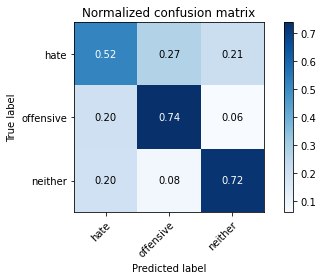 Normalized confusion matrix
True label
hate 0.52 0.27 0.21
offensive 0.20 0.74 0.06
neither 0.20 0.08 0.72
hate offensive neither
Predicted label
0.7
0.6
0.5
0.4
0.3
0.2
0.1